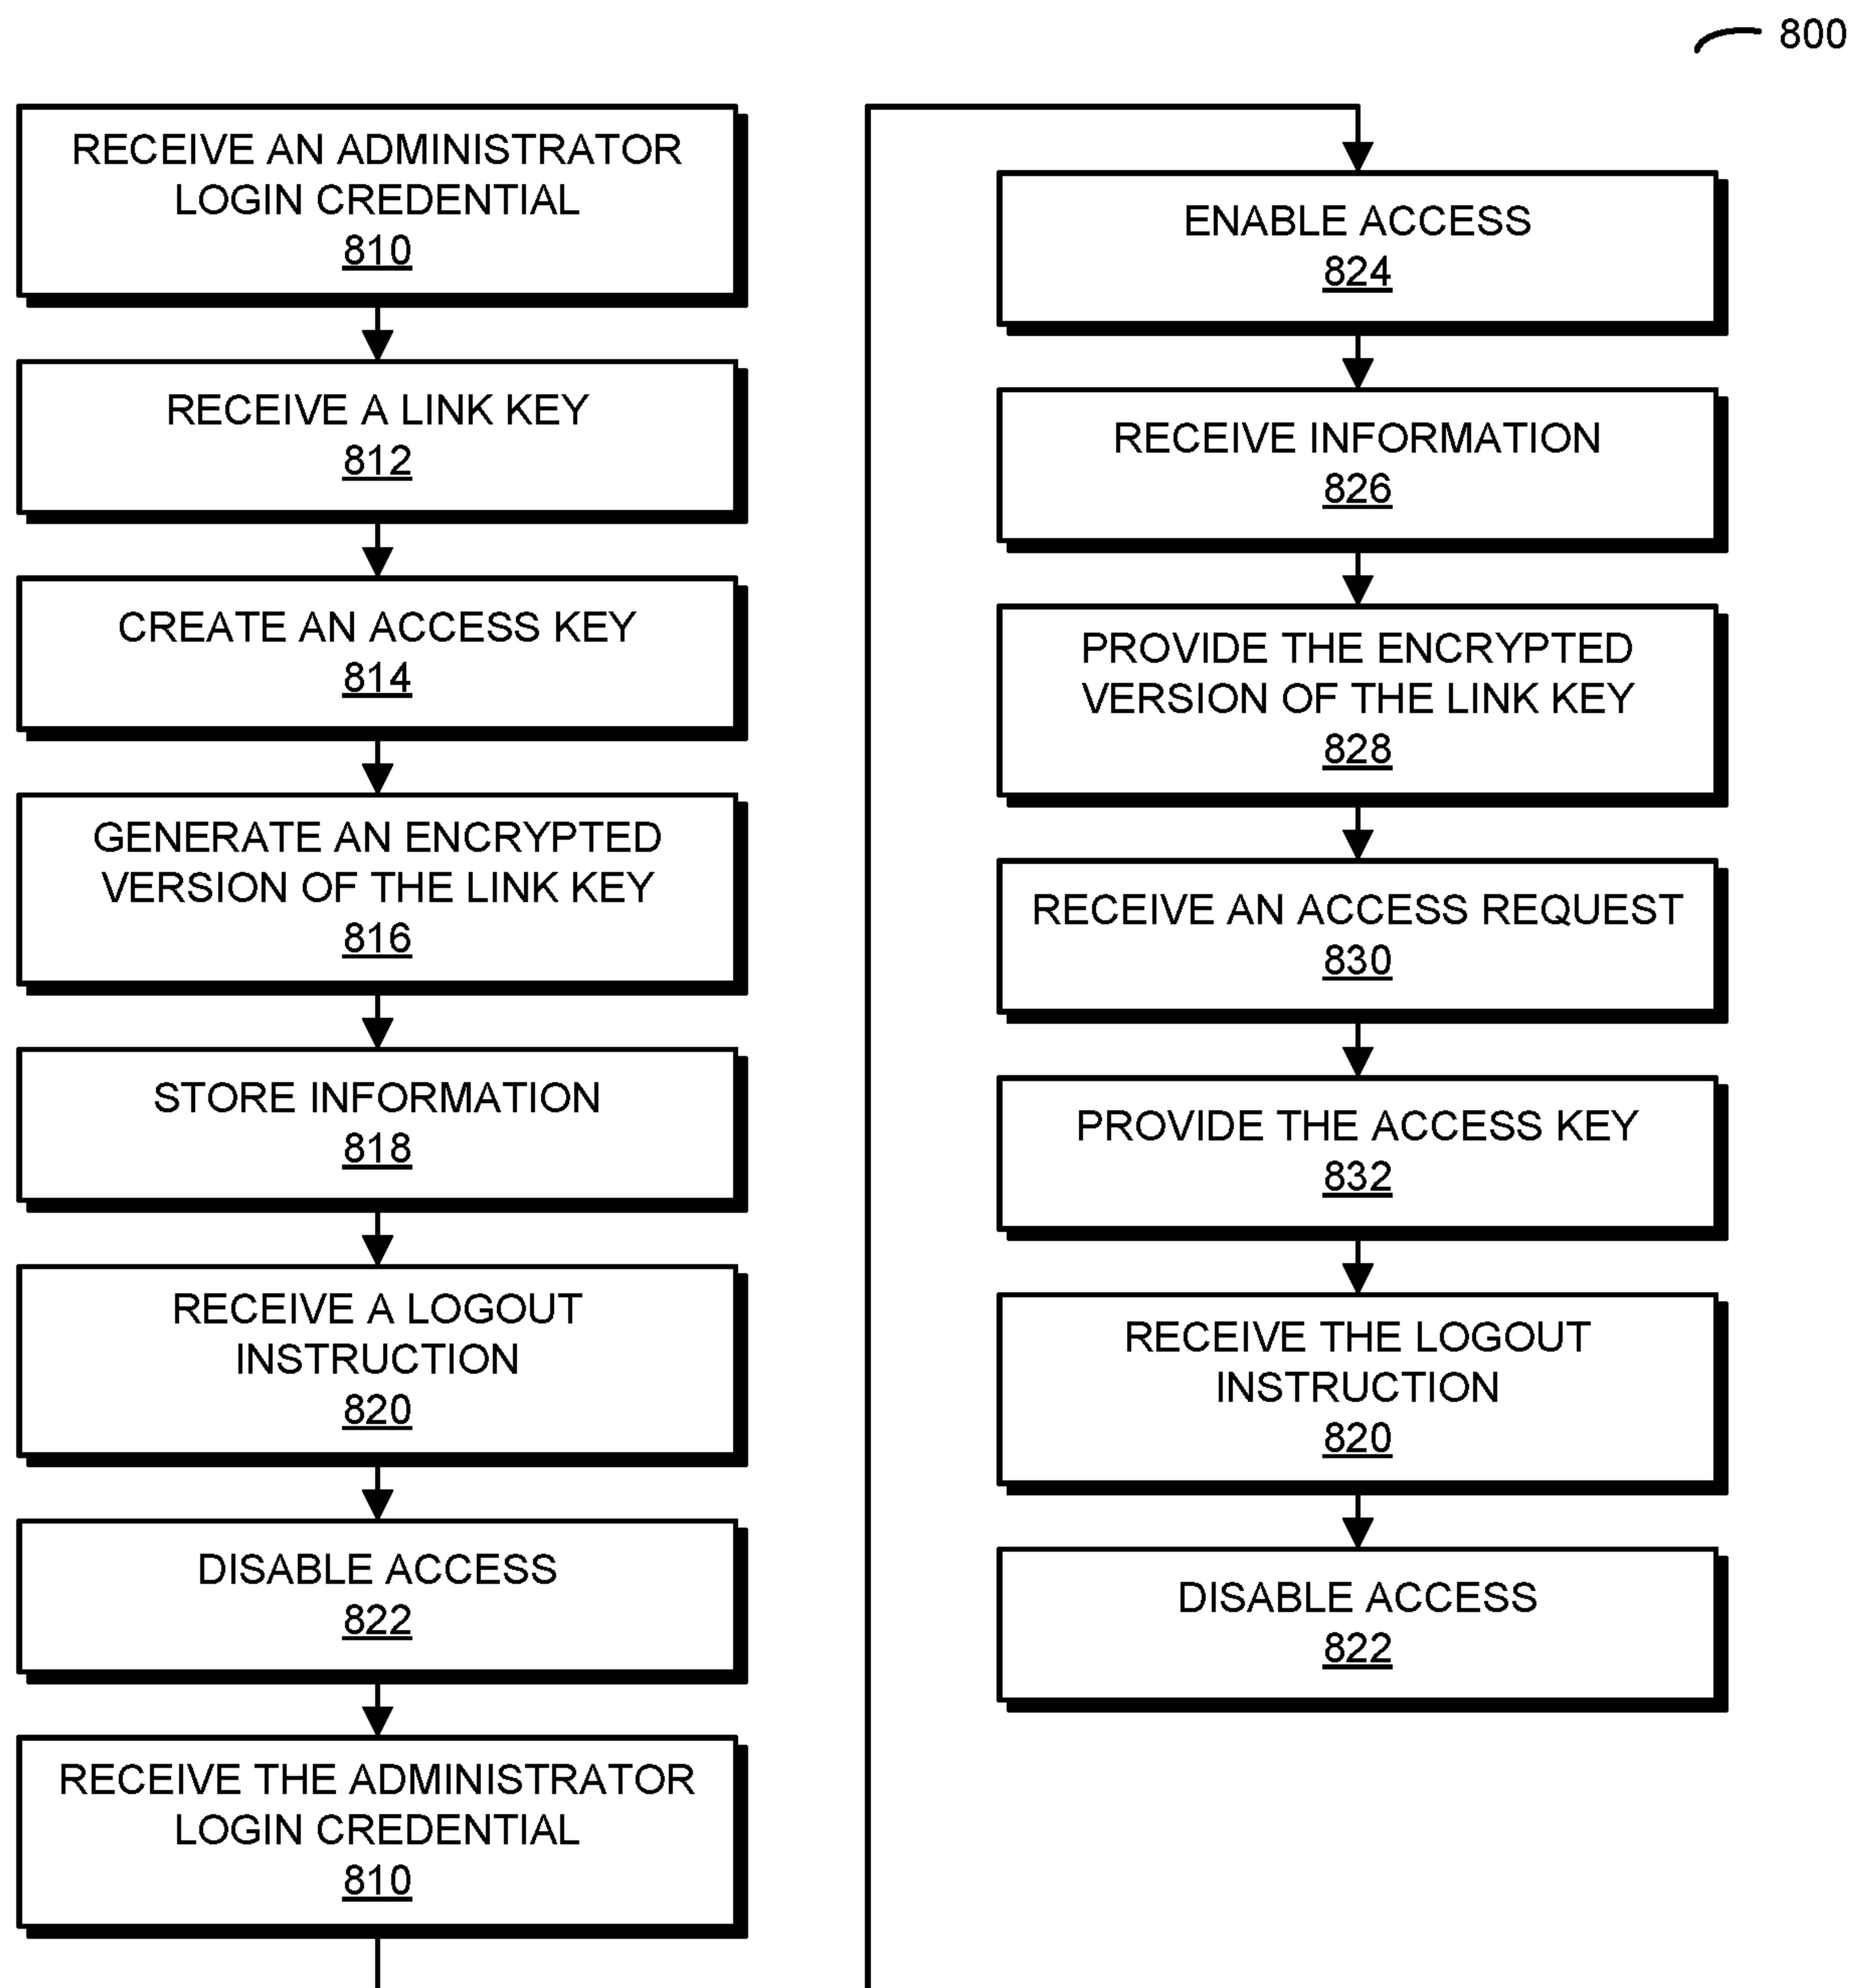 800
RECEIVE AN ADMINISTRATOR
LOGIN CREDENTIAL
810
RECEIVE A LINK KEY
812
CREATE AN ACCESS KEY
814
GENERATE AN ENCRYPTED
VERSION OF THE LINK KEY
816
STORE INFORMATION
818
RECEIVE A LOGOUT
INSTRUCTION
820
DISABLE ACCESS
822
RECEIVE THE ADMINISTRATOR
LOGIN CREDENTIAL
810
ENABLE ACCESS
824
RECEIVE INFORMATION
826
PROVIDE THE ENCRYPTED
VERSION OF THE LINK KEY
828
RECEIVE AN ACCESS REQUEST
830
PROVIDE THE ACCESS KEY
832
RECEIVE THE LOGOUT
INSTRUCTION
820
DISABLE ACCESS
822